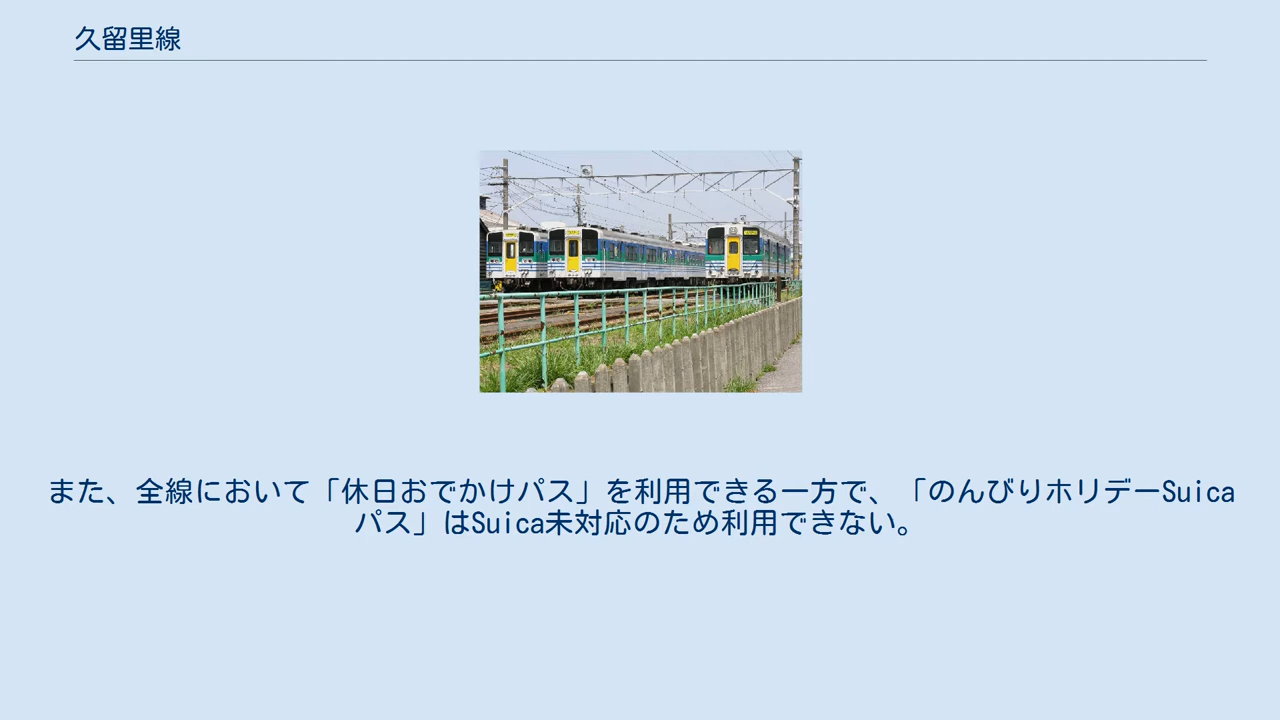 久留里線
また、全線において「休日おでかけパス」を利用できる一方で、「のんびりホリデーSuica
パス」はSuica未対応のため利用できない。